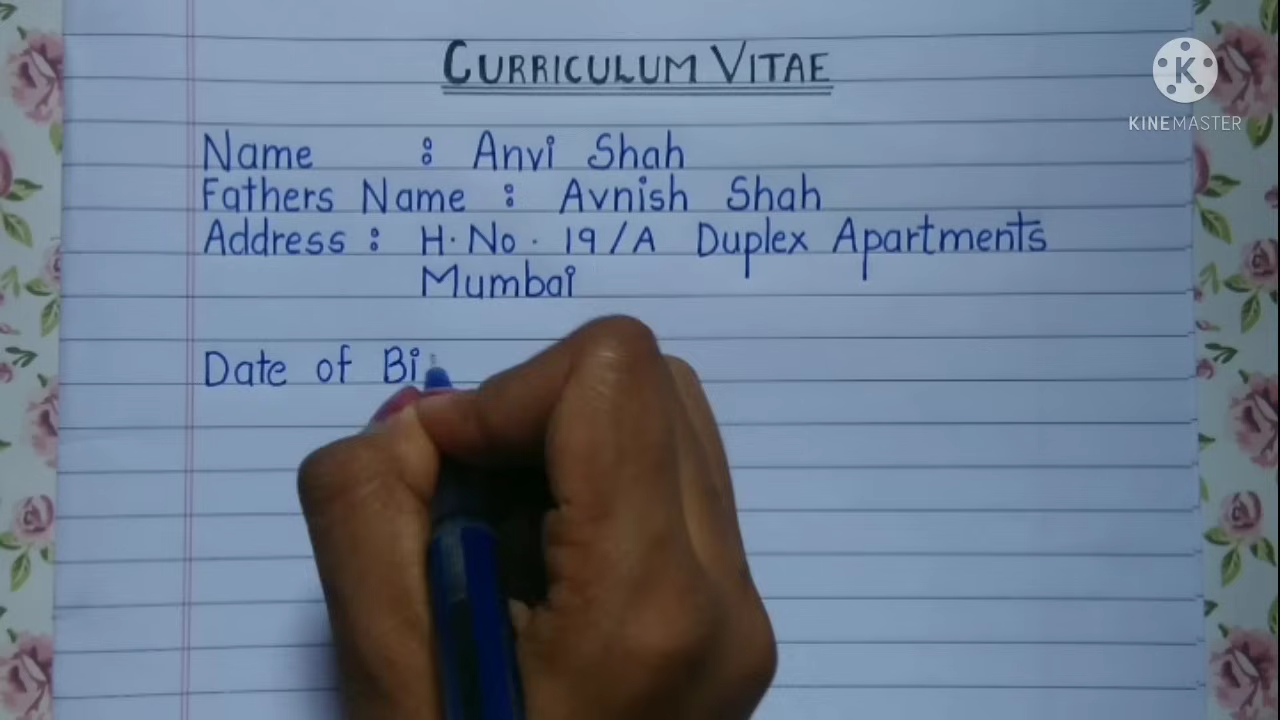 CURRICULUM VITAE
K
KINEMASTER
Name : Anvi Shah
Fathers Name : Avnish Shah
Address : H. No. 19/A Duplex Apartments
Mumbai
Date of Bi